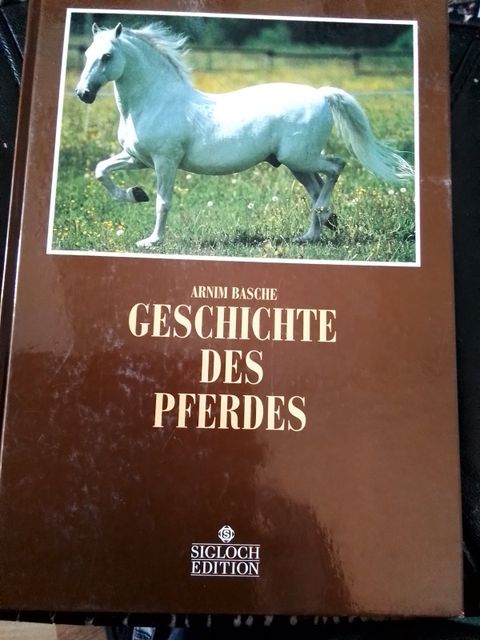 ARNIM BASCHE
GESCHICHTE
DES
PFERDES
S
SIGLOCH
EDITION